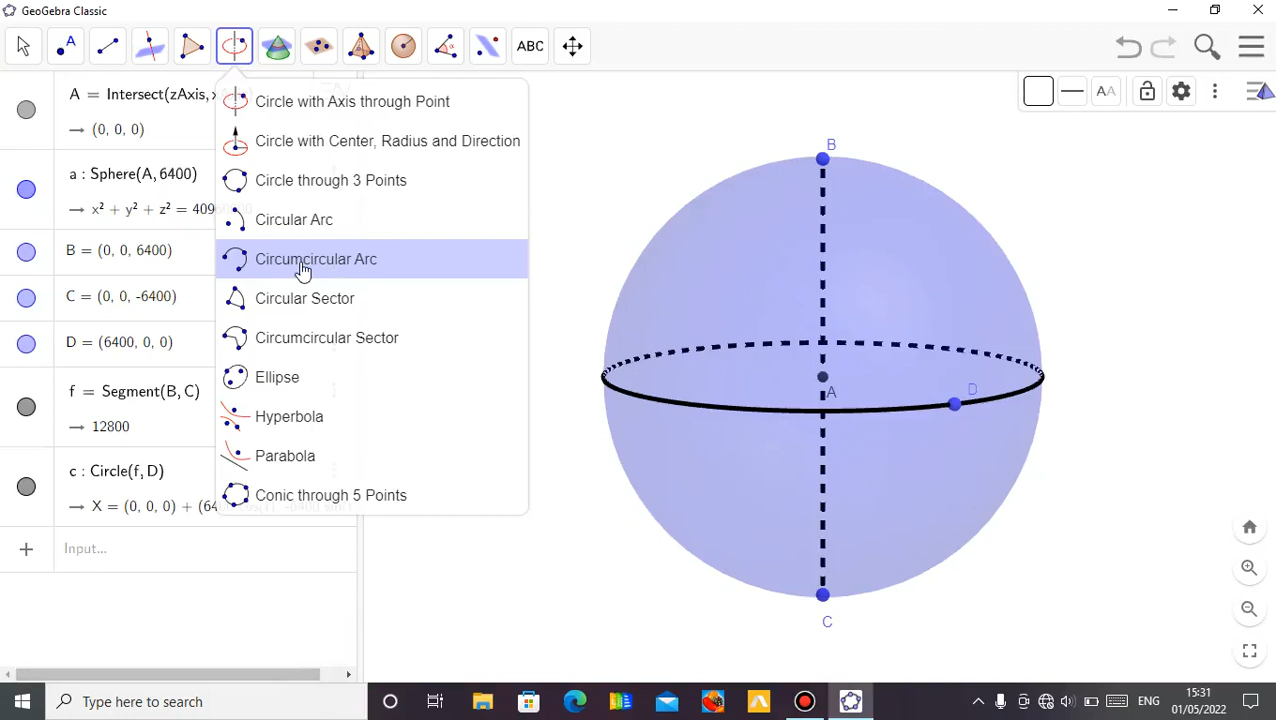 GeoGebra Classic
ABC
AA
A = Intersect(zAxis, x
→ (0, 0, 0)
a : Sphere(A, 6400)
→ x² + y² + z² = 40960000
B = (0, 0, 6400)
C = (0, 0, -6400)
D = (6400, 0, 0)
f = Segment(B, C)
→ 12800
c : Circle(f, D)
→ X = (0, 0, 0) + (64
Input...
Circle with Axis through Point
Circle with Center, Radius and Direction
Circle through 3 Points
Circular Arc
Circumcircular Arc
Circular Sector
Circumcircular Sector
Ellipse
Hyperbola
Parabola
Conic through 5 Points
B
A
D
C
Type here to search
ENG
15:31
01/05/2022